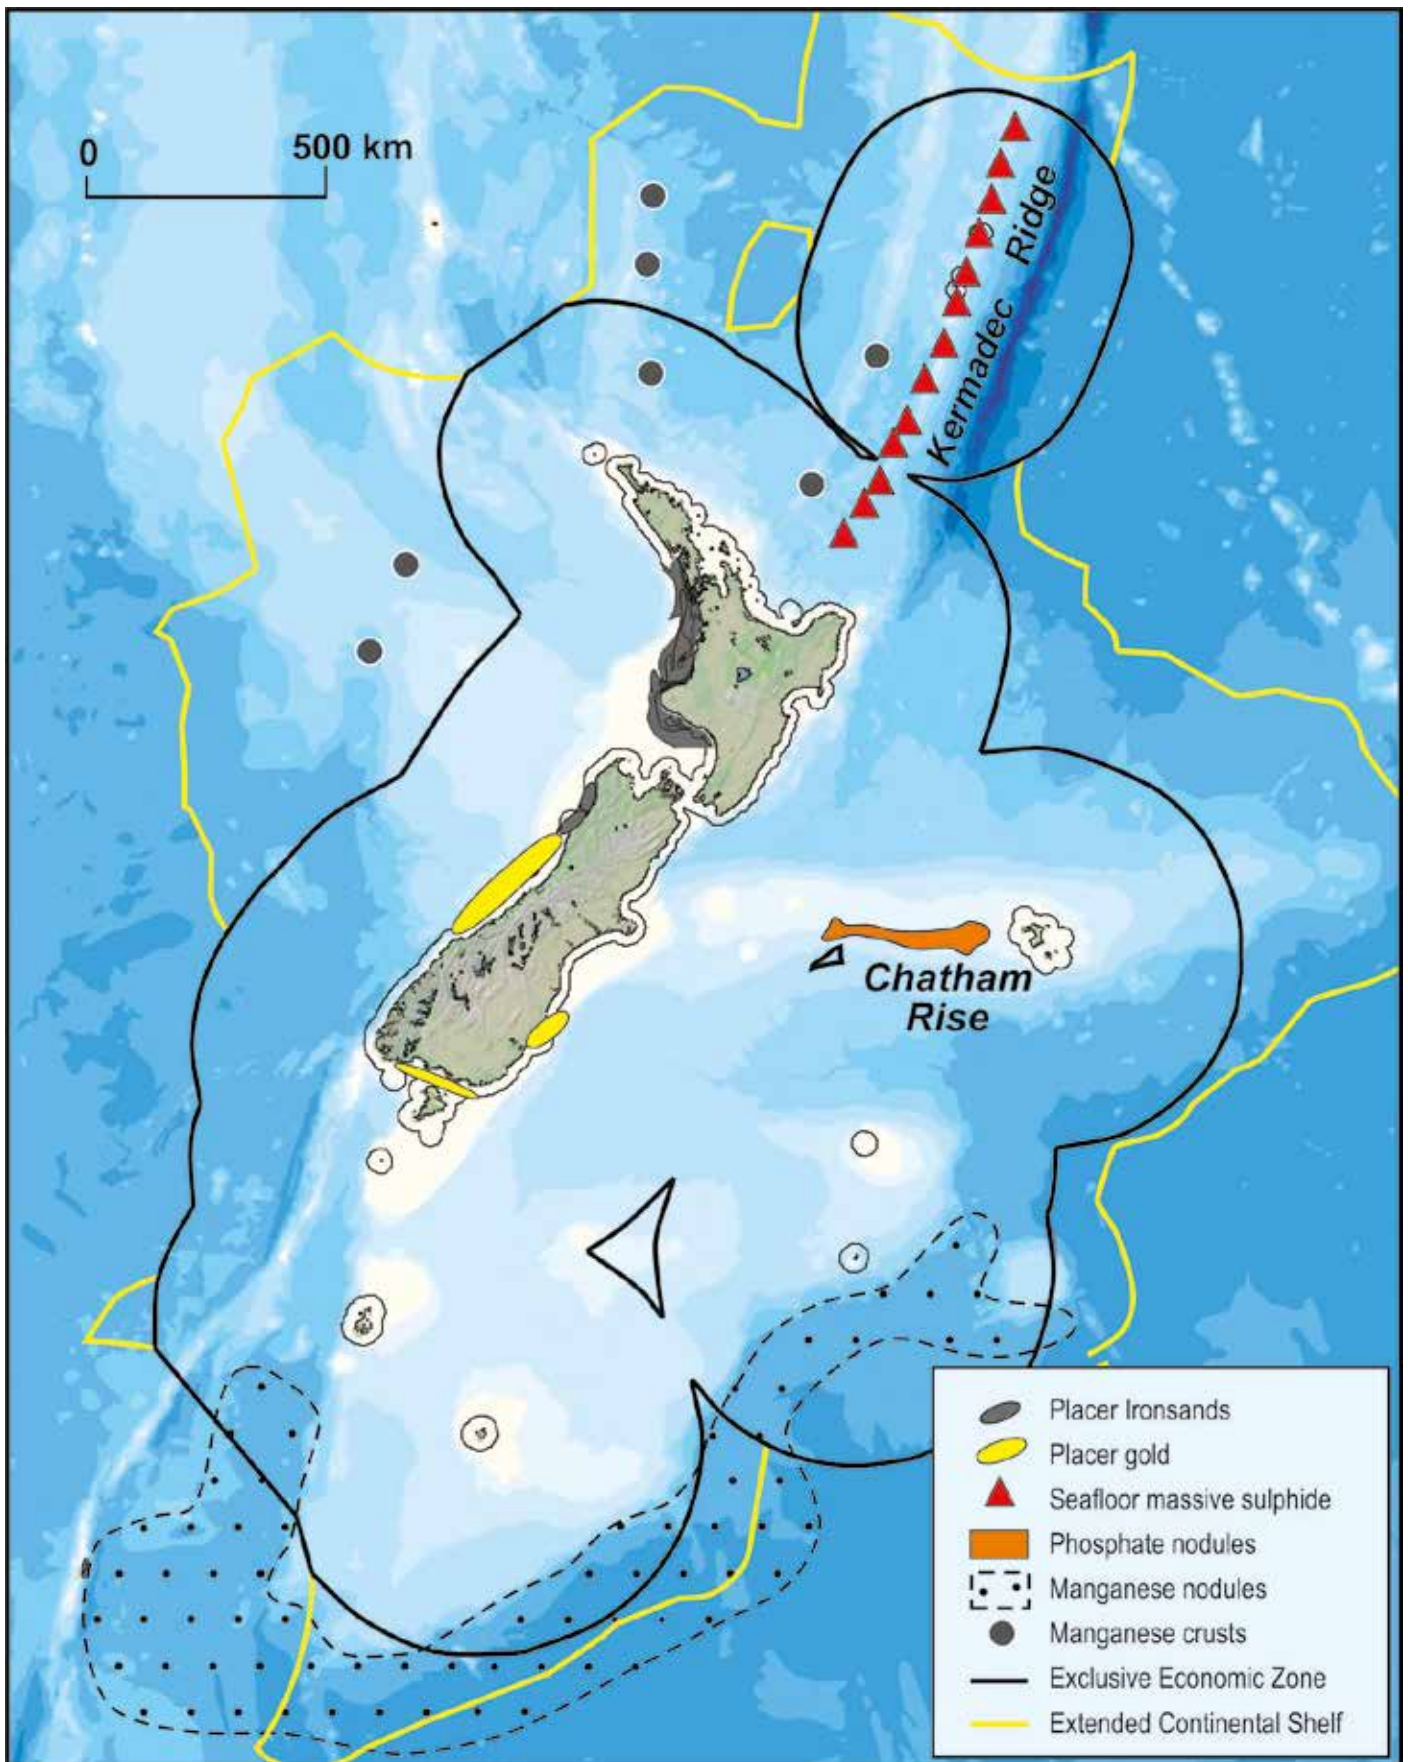 0 500 km
Kermadec Ridge
Chatham
Rise
Placer Ironsands
Placer gold
Seafloor massive sulphide
Phosphate nodules
Manganese nodules
Manganese crusts
Exclusive Economic Zone
Extended Continental Shelf